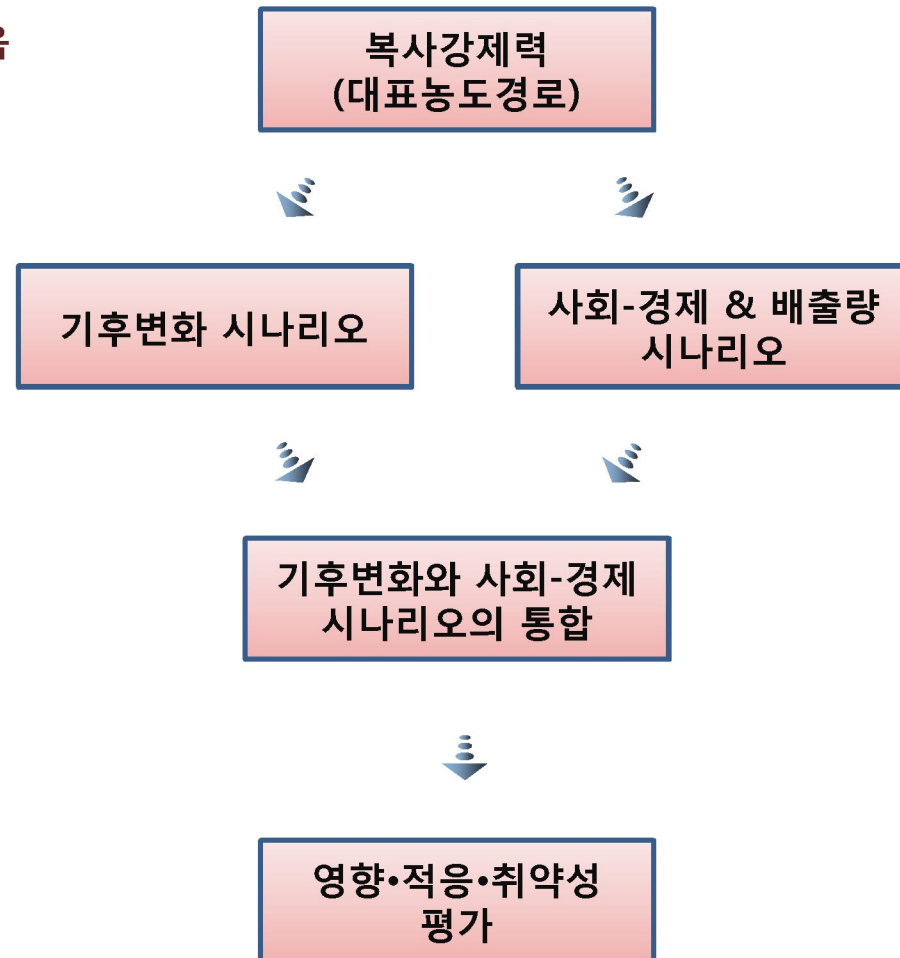 음
복사강제력
(대표농도경로)
기후변화 시나리오
사회-경제 & 배출량
시나리오
기후변화와 사회-경제
시나리오의 통합
영향•적응•취약성
평가